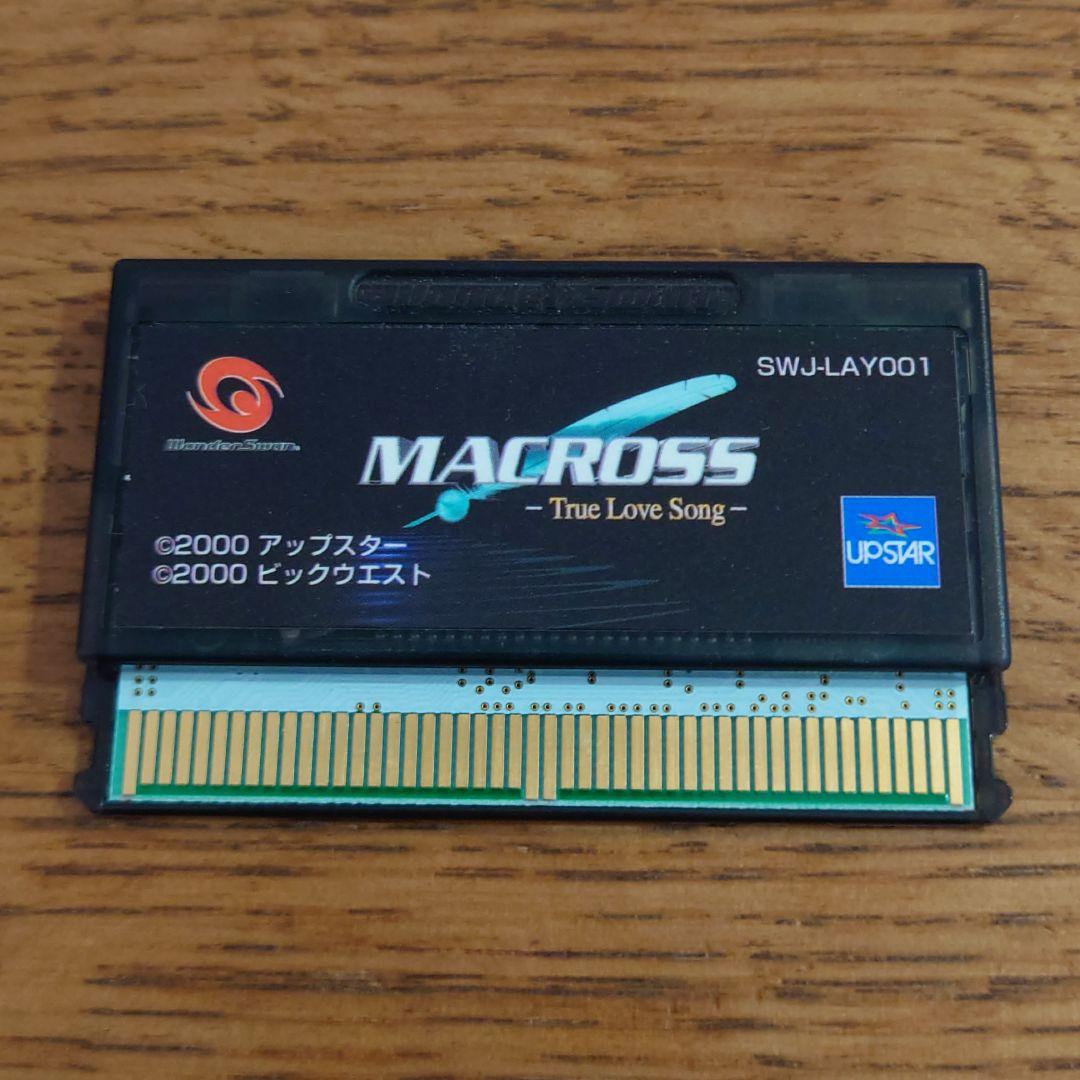 WonderSwan
SWJ-LAY001
WonderSwan™
MACROSS
- True Love Song -
©2000 アップスター
©2000 ビックウエスト
UPSTAR